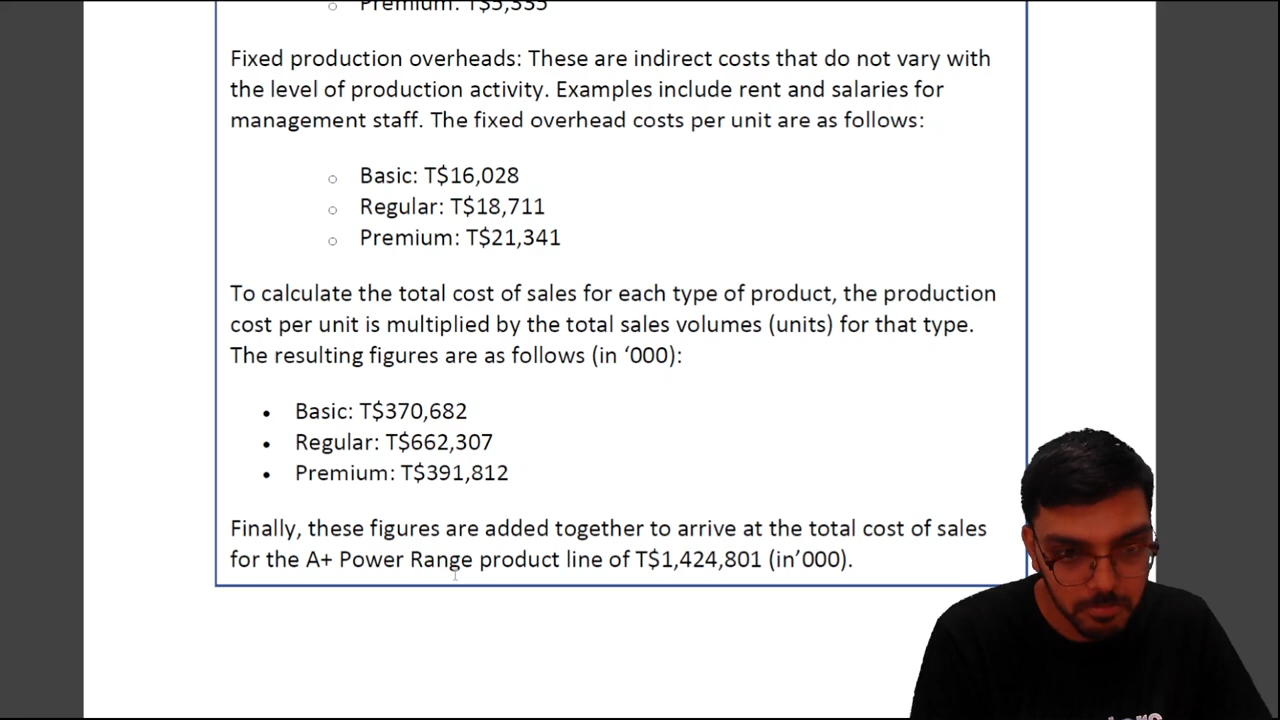 Premium: T$5,335
Fixed production overheads: These are indirect costs that do not vary with
the level of production activity. Examples include rent and salaries for
management staff. The fixed overhead costs per unit are as follows:
Basic: T$16,028
Regular: T$18,711
Premium: T$21,341
To calculate the total cost of sales for each type of product, the production
cost per unit is multiplied by the total sales volumes (units) for that type.
The resulting figures are as follows (in ‘000):
Basic: T$370,682
Regular: T$662,307
Premium: T$391,812
Finally, these figures are added together to arrive at the total cost of sales
for the A+ Power Range product line of T$1,424,801 (in’000).